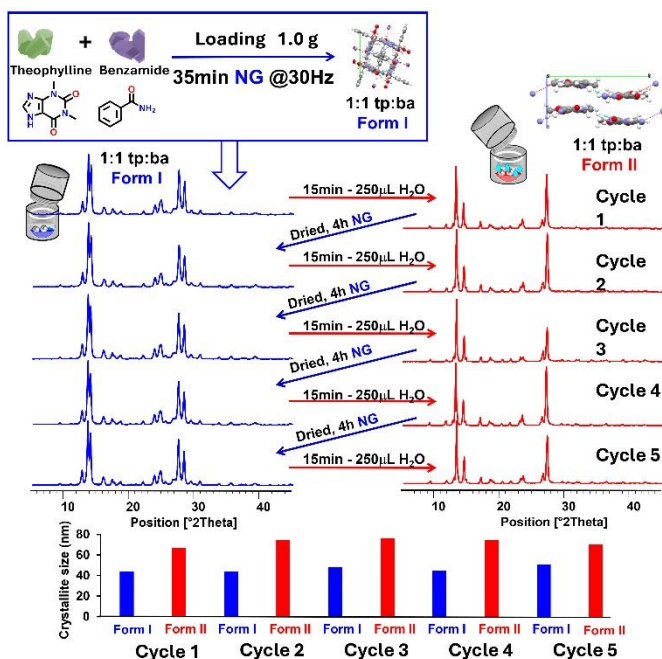 Theophylline + Benzamide
Loading 1.0 g
35min NG @30Hz
1:1 tp:ba
Form I
N
O
N
O
N
N
H
O
NH2
1:1 tp:ba
Form I
1:1 tp:ba
Form II
15min - 250µL H₂O
Cycle 1
Dried, 4h NG
15min - 250µL H₂O
Cycle 2
Dried, 4h NG
15min - 250µL H₂O
Cycle 3
Dried, 4h NG
15min - 250µL H₂O
Cycle 4
Dried, 4h NG
15min - 250µL H₂O
Cycle 5
10 20 30 40
Position [°2Theta]
10 20 30 40
Position [°2Theta]
Crystallite size (nm)
80
60
40
20
0
Form I Form II Form I Form II Form I Form II Form I Form II Form I Form II
Cycle 1 Cycle 2 Cycle 3 Cycle 4 Cycle 5